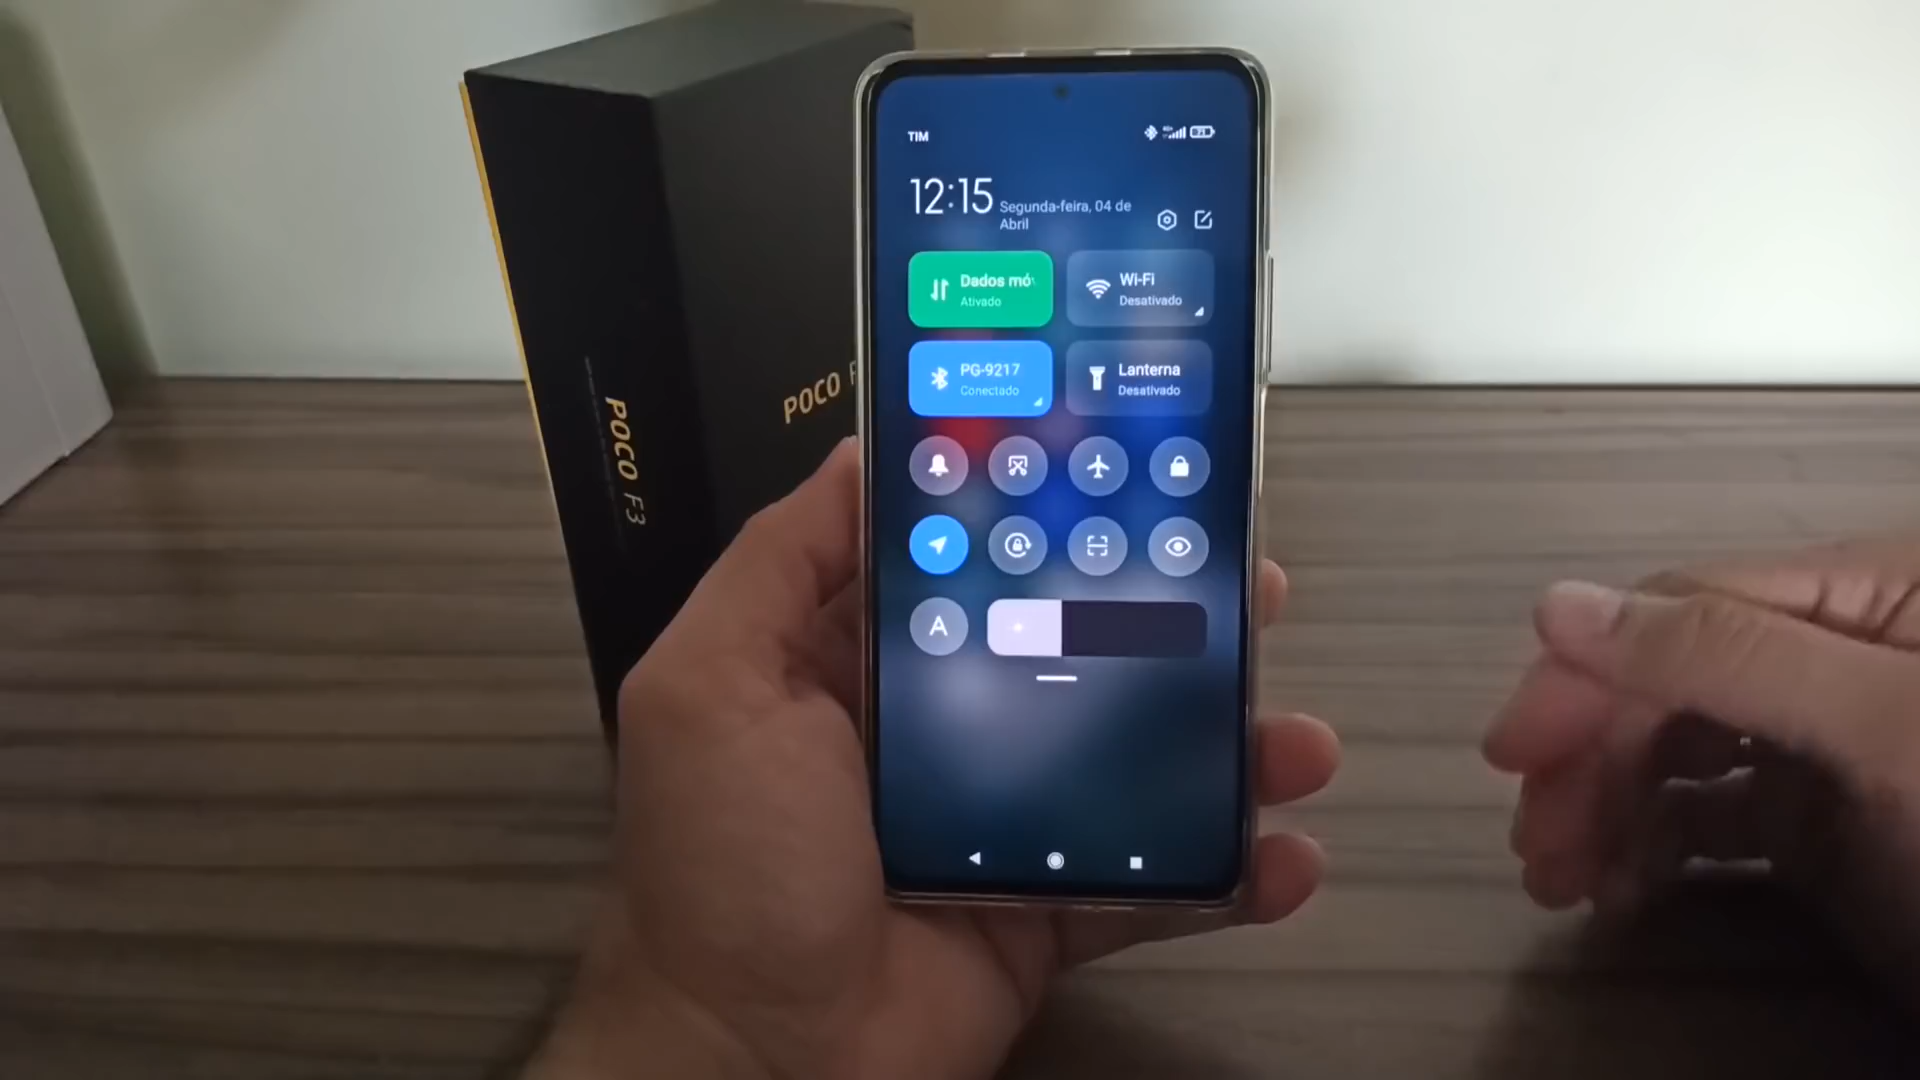 TIM
12:15
Segunda-feira, 04 de
Abril
Dados mó
Ativado
Wi-Fi
Desativado
PG-9217
Conectado
Lanterna
Desativado
A
POCO F
POCO F3